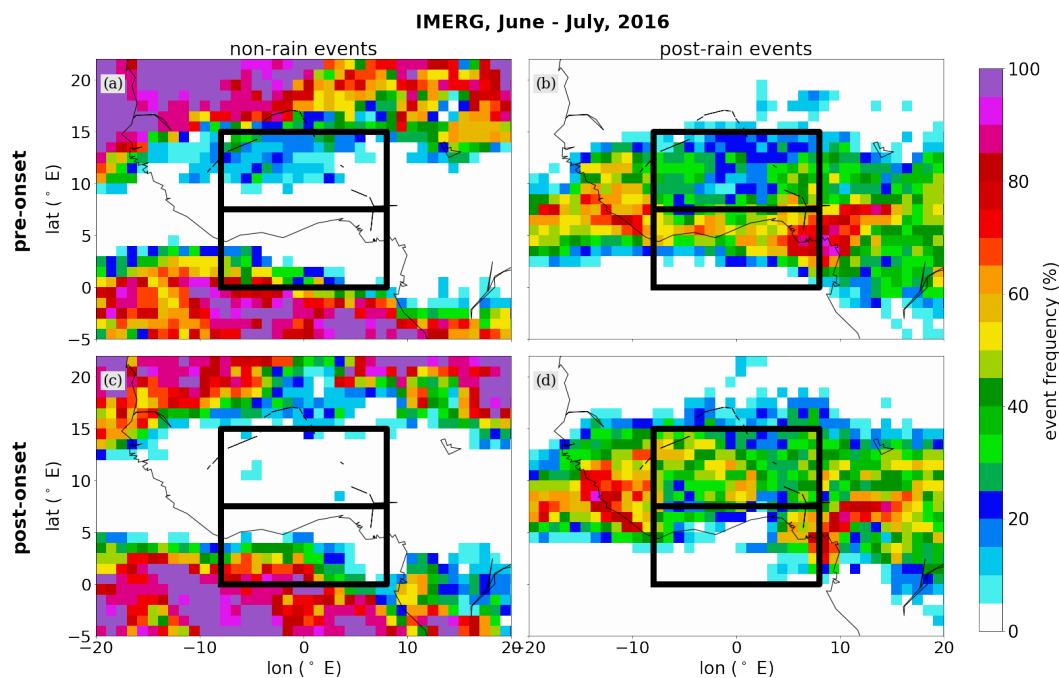 IMERG, June - July, 2016
non-rain events
post-rain events
pre-onset
lat (° E)
20
15
10
5
0
−5
(a)
(b)
100
80
60
40
20
0
event frequency (%)
post-onset
lat (° E)
20
15
10
5
0
−5
(c)
(d)
−20
−10
0
10
20
−10
0
10
20
lon (° E)
lon (° E)